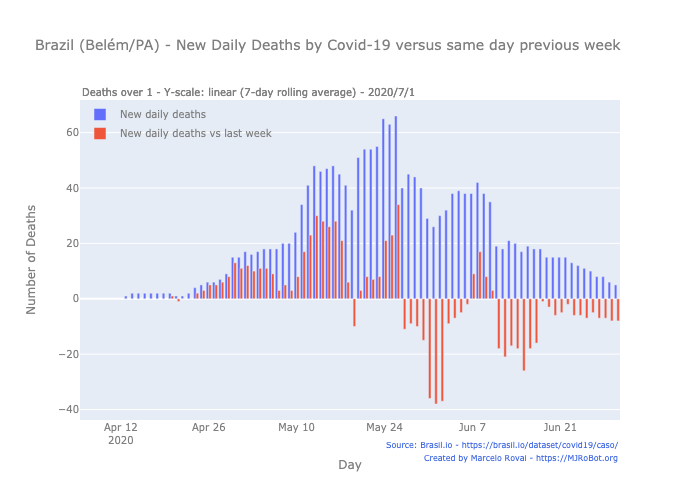 Brazil (Belém/PA) - New Daily Deaths by Covid-19 versus same day previous week
Deaths over 1 - Y-scale: linear (7-day rolling average) - 2020/7/1
New daily deaths
New daily deaths vs last week
60
40
20
0
−20
−40
Number of Deaths
Apr 12
2020
Apr 26
May 10
May 24
Jun 7
Jun 21
Day
Source: Brasil.io - https://brasil.io/dataset/covid19/caso/
Created by Marcelo Rovai - https://MJRoBot.org